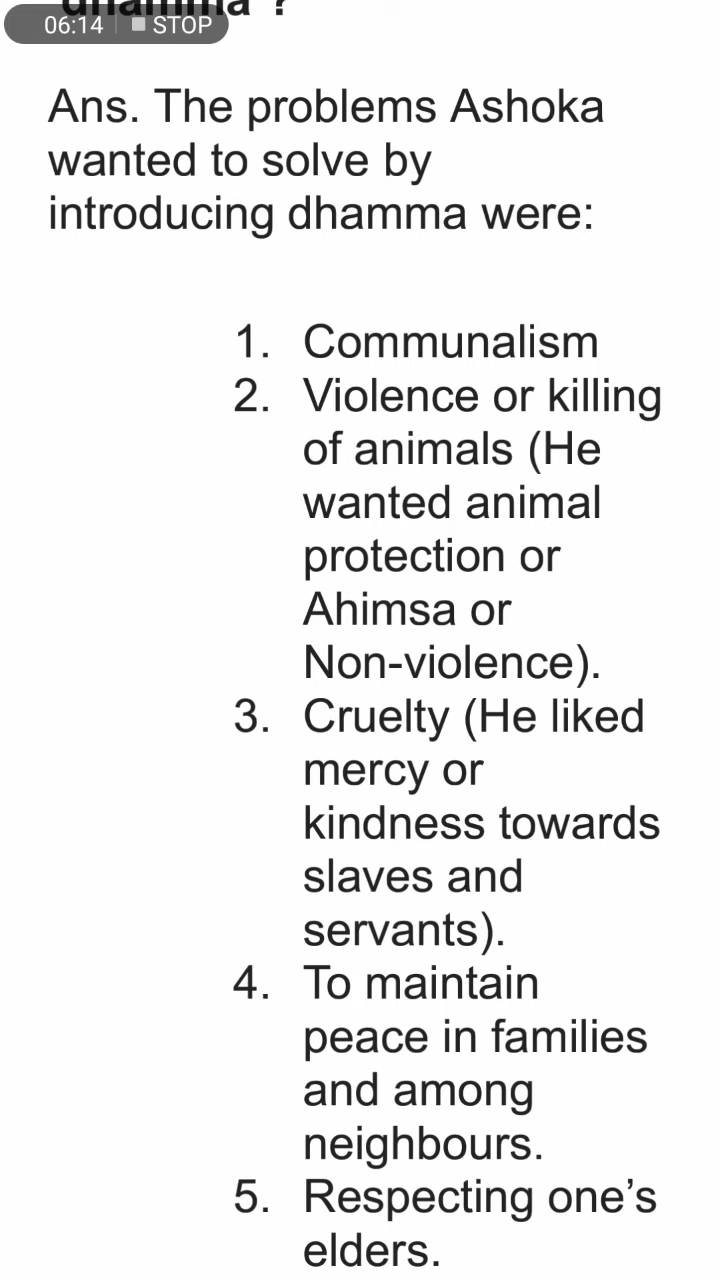 dhamma ?
06:14 STOP
Ans. The problems Ashoka
wanted to solve by
introducing dhamma were:
1. Communalism
2. Violence or killing
of animals (He
wanted animal
protection or
Ahimsa or
Non-violence).
3. Cruelty (He liked
mercy or
kindness towards
slaves and
servants).
4. To maintain
peace in families
and among
neighbours.
5. Respecting one’s
elders.